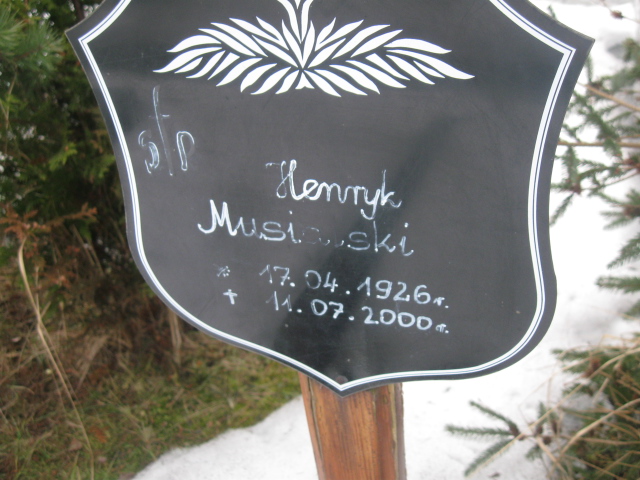 ś†p
Henryk
* 17.04.1926r.
† 11.07.2000r.